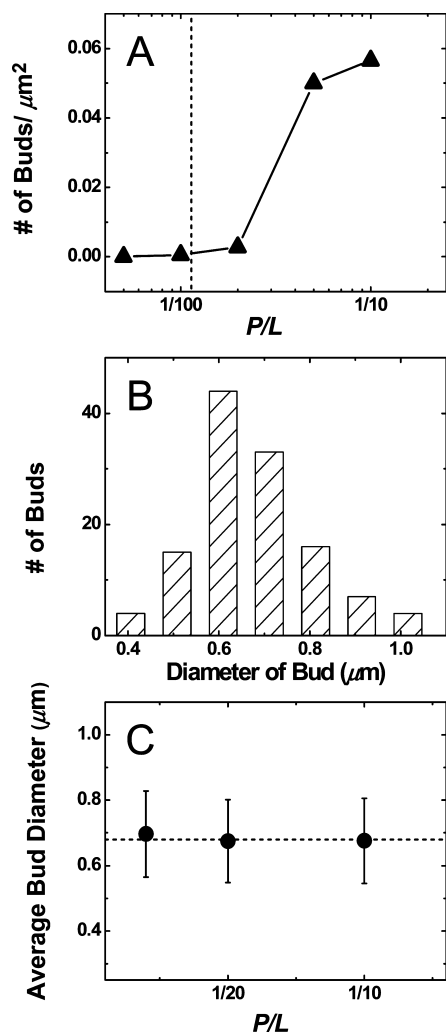 A
# of Buds/ μm²
0.06
0.04
0.02
0.00
1/100
1/10
P/L
B
# of Buds
40
20
0
0.4
0.6
0.8
1.0
Diameter of Bud (μm)
C
Average Bud Diameter (μm)
1.0
0.8
0.6
0.4
1/20
1/10
P/L